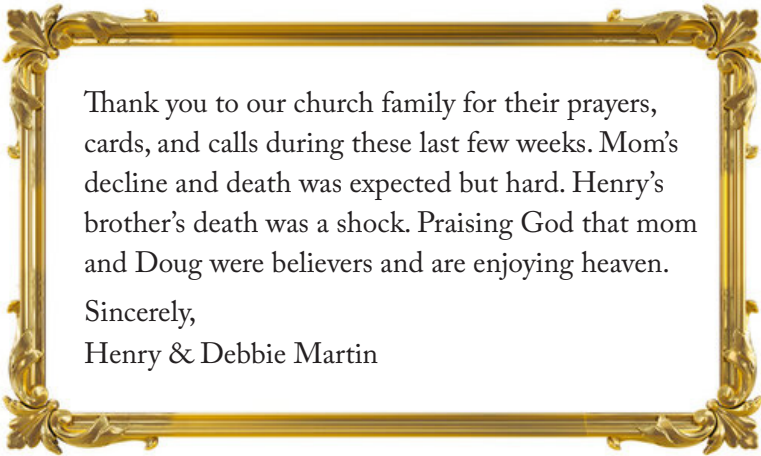 Thank you to our church family for their prayers,
cards, and calls during these last few weeks. Mom's
decline and death was expected but hard. Henry's
brother's death was a shock. Praising God that mom
and Doug were believers and are enjoying heaven.
Sincerely,
Henry & Debbie Martin